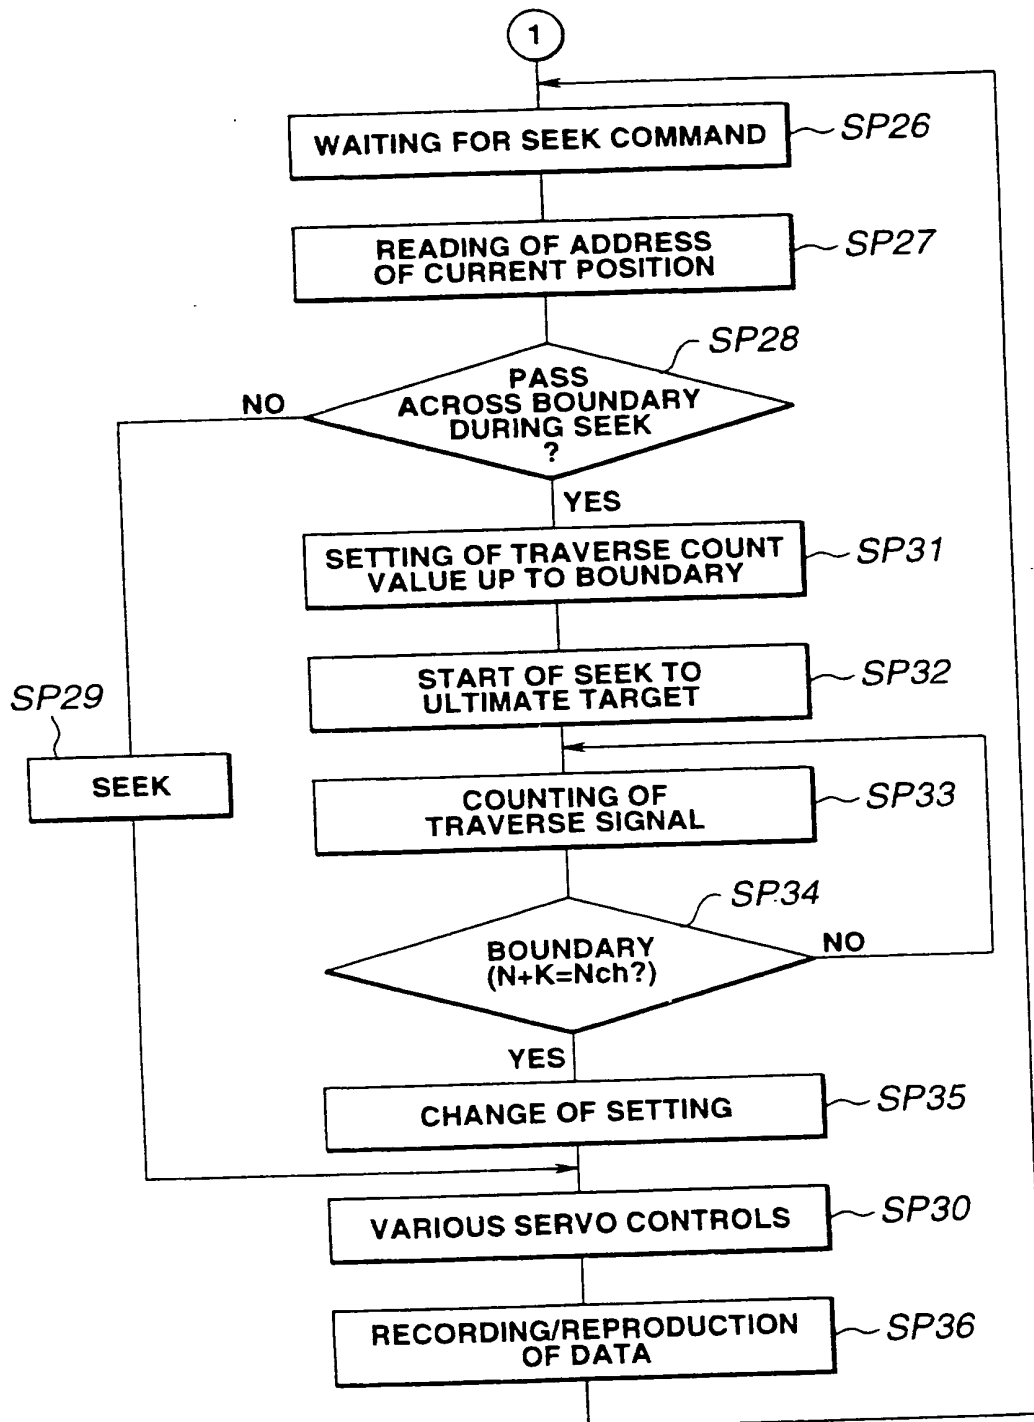 1
WAITING FOR SEEK COMMAND
SP26
READING OF ADDRESS
OF CURRENT POSITION
SP27
SP28
PASS
ACROSS BOUNDARY
DURING SEEK
?
NO
YES
SETTING OF TRAVERSE COUNT
VALUE UP TO BOUNDARY
SP31
START OF SEEK TO
ULTIMATE TARGET
SP32
SP29
SEEK
COUNTING OF
TRAVERSE SIGNAL
SP33
SP34
BOUNDARY
(N+K=Nch?)
NO
YES
CHANGE OF SETTING
SP35
VARIOUS SERVO CONTROLS
SP30
RECORDING/REPRODUCTION
OF DATA
SP36